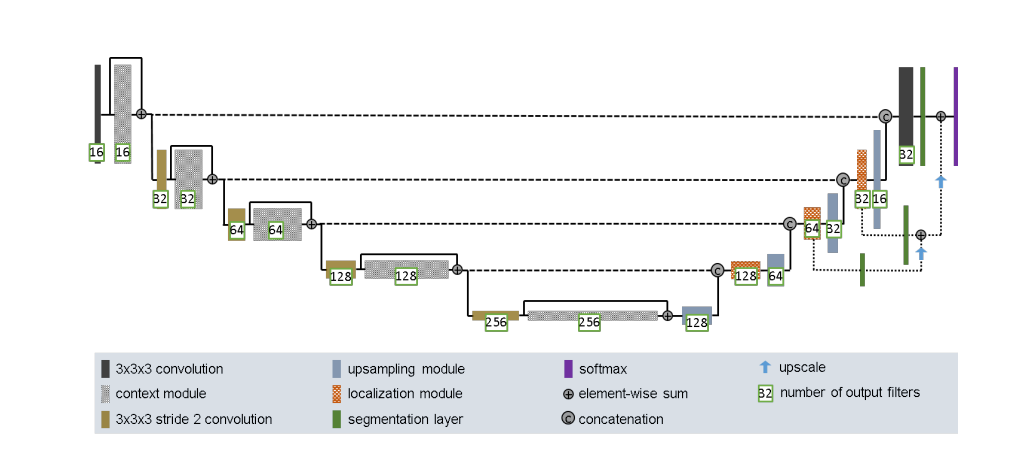 16 16 32
32 32 32 16
64 64 64 32
128 128 128 64
256 256 128
3x3x3 convolution upsampling module softmax upscale
context module localization module element-wise sum 32 number of output filters
3x3x3 stride 2 convolution segmentation layer C concatenation